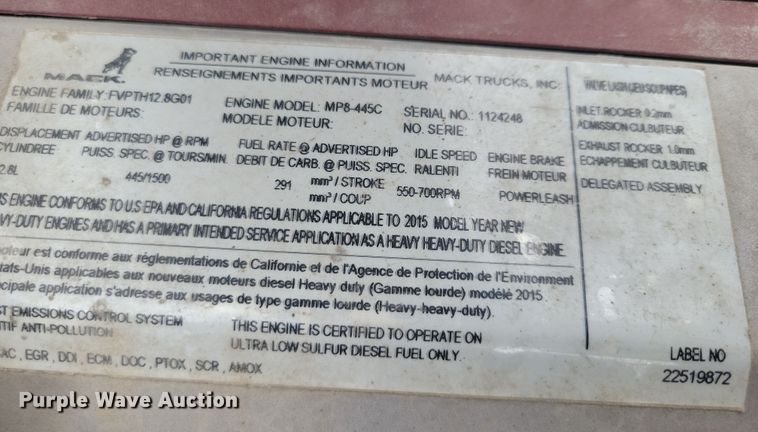 MACK
IMPORTANT ENGINE INFORMATION
RENSEIGNEMENTS IMPORTANTS MOTEUR
MACK TRUCKS, INC.
ENGINE FAMILY: FVPTH12.8G01
FAMILLE DE MOTEURS:
ENGINE MODEL: MP8-445C
MODELE MOTEUR:
SERIAL NO.: 1124248
NO. SERIE:
DISPLACEMENT ADVERTISED HP @ RPM
CYLINDREE PUISS. SPEC. @ TOURS/MIN.
2.8L 445/1500
FUEL RATE @ ADVERTISED HP
DEBIT DE CARB. @ PUISS. SPEC.
291 mm³ / STROKE
mm³ / COUP
IDLE SPEED
RALENTI
550-700RPM
ENGINE BRAKE
FREIN MOTEUR
POWERLEASH
IS ENGINE CONFORMS TO U.S EPA AND CALIFORNIA REGULATIONS APPLICABLE TO 2015 MODEL YEAR NEW
VY-DUTY ENGINES AND HAS A PRIMARY INTENDED SERVICE APPLICATION AS A HEAVY HEAVY-DUTY DIESEL ENGINE
oteur est conforme aux réglementations de Californie et de l'Agence de Protection de l'Environment
tats-Unis applicables aux nouveaux moteurs diesel Heavy duty (Gamme lourde) modélé 2015
cipale application s'adresse aux usages de type gamme lourde (Heavy-heavy-duty).
ST EMISSIONS CONTROL SYSTEM
TIF ANTI-POLLUTION
AC, EGR, DDI, ECM, DOC, PTOX, SCR, AMOX
THIS ENGINE IS CERTIFIED TO OPERATE ON
ULTRA LOW SULFUR DIESEL FUEL ONLY.
VALVE LASH (JEU SOUPAPES)
INLET ROCKER 0.2mm
ADMISSION CULBUTEUR
EXHAUST ROCKER 1.0mm
ECHAPPEMENT CULBUTEUR
DELEGATED ASSEMBLY
LABEL NO
22519872
Purple Wave Auction